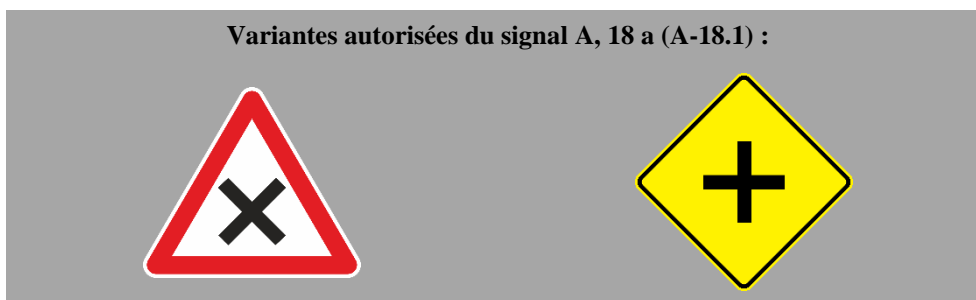 Variantes autorisées du signal A, 18 a (A-18.1) :